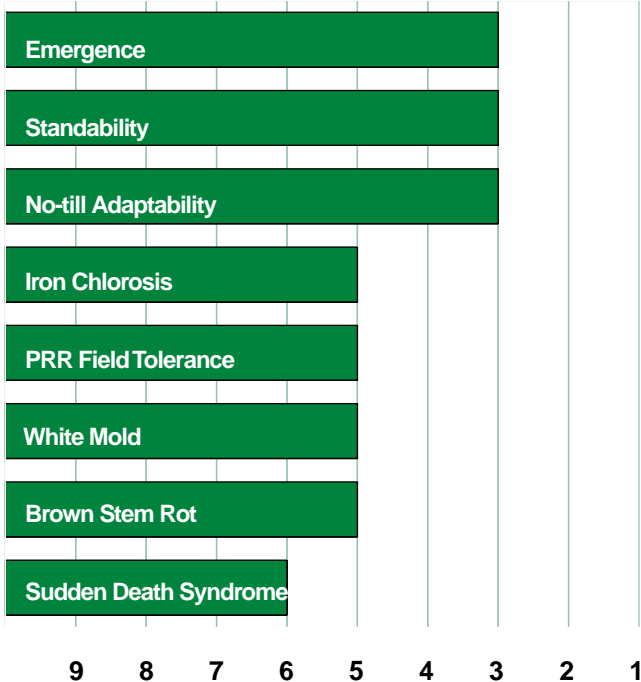 Emergence
Standability
No-till Adaptability
Iron Chlorosis
PRR Field Tolerance
White Mold
Brown Stem Rot
Sudden Death Syndrome
9 8 7 6 5 4 3 2 1